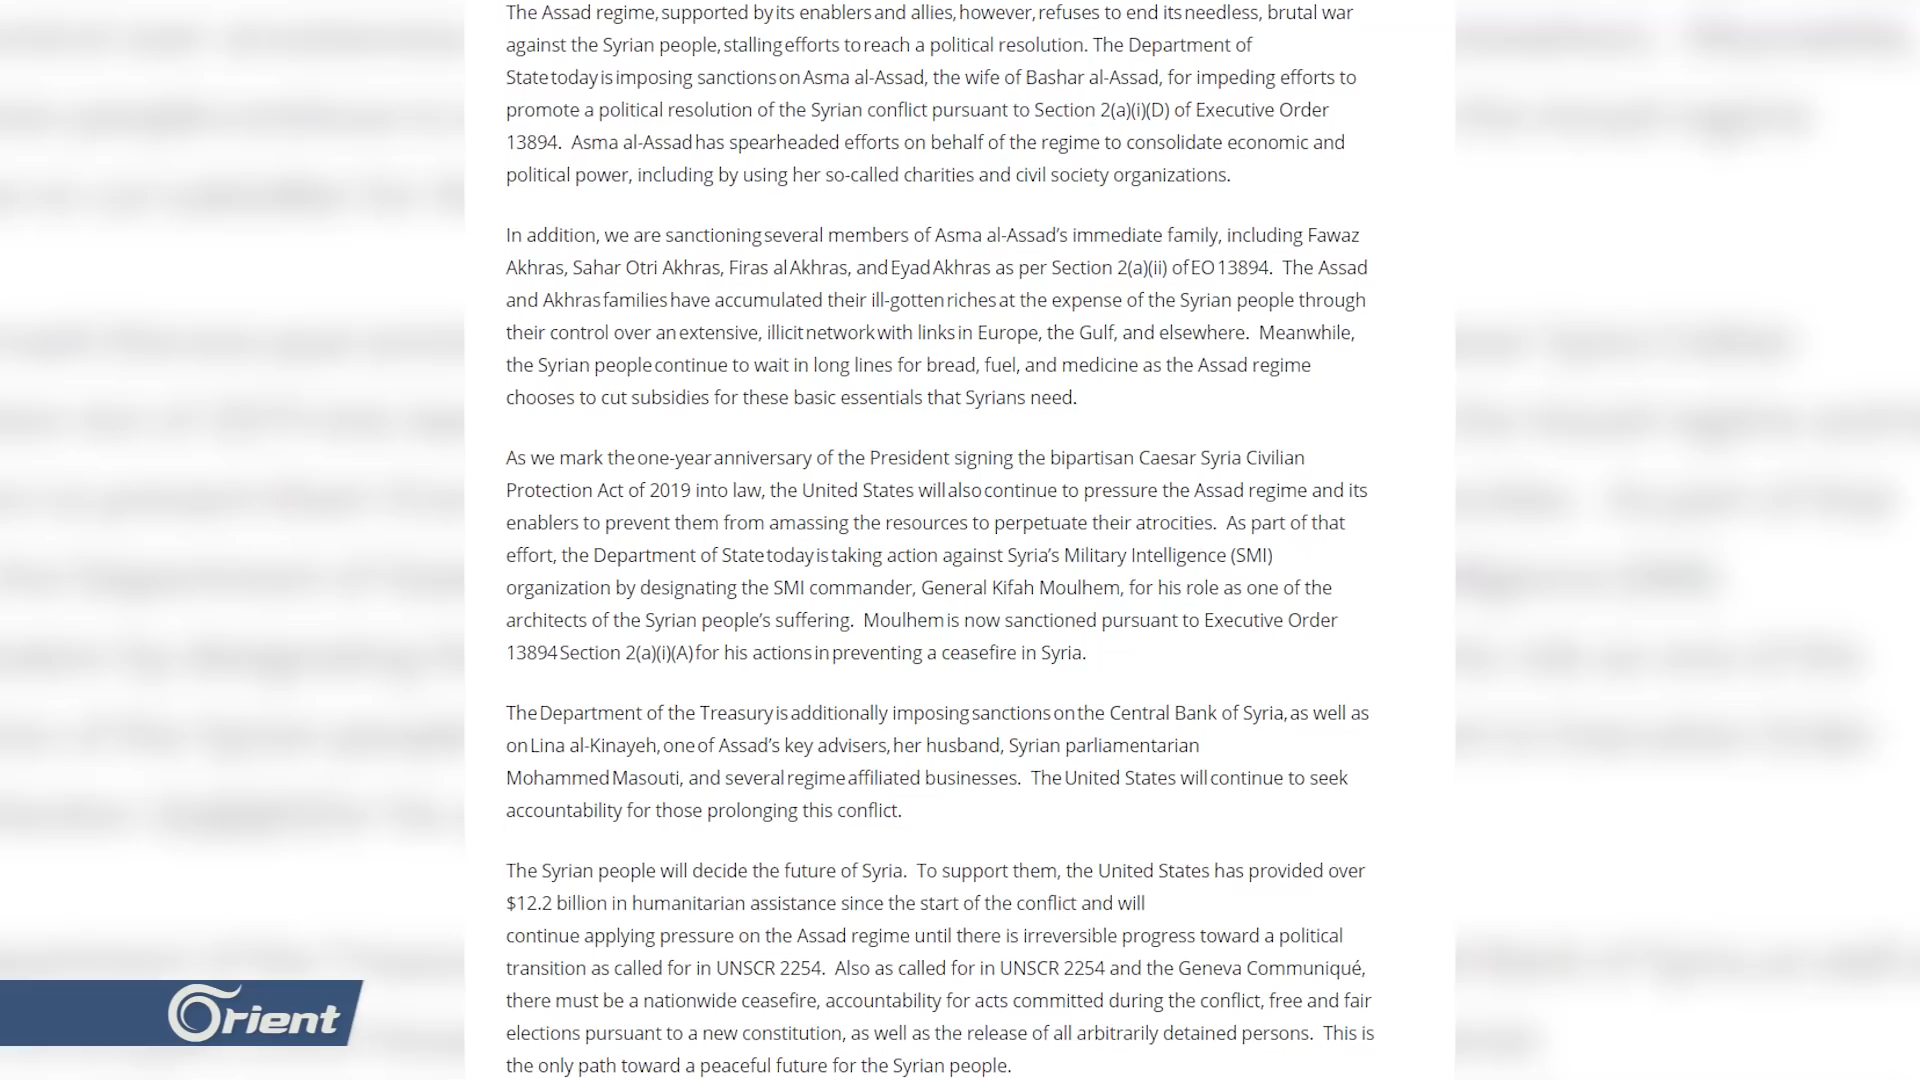 The Assad regime, supported by its enablers and allies, however, refuses to end its needless, brutal war
against the Syrian people, stalling efforts to reach a political resolution. The Department of
State today is imposing sanctions on Asma al-Assad, the wife of Bashar al-Assad, for impeding efforts to
promote a political resolution of the Syrian conflict pursuant to Section 2(a)(i)(D) of Executive Order
13894. Asma al-Assad has spearheaded efforts on behalf of the regime to consolidate economic and
political power, including by using her so-called charities and civil society organizations.
In addition, we are sanctioning several members of Asma al-Assad's immediate family, including Fawaz
Akhras, Sahar Otri Akhras, Firas al Akhras, and Eyad Akhras as per Section 2(a)(ii) of EO 13894. The Assad
and Akhras families have accumulated their ill-gotten riches at the expense of the Syrian people through
their control over an extensive, illicit network with links in Europe, the Gulf, and elsewhere. Meanwhile,
the Syrian people continue to wait in long lines for bread, fuel, and medicine as the Assad regime
chooses to cut subsidies for these basic essentials that Syrians need.
As we mark the one-year anniversary of the President signing the bipartisan Caesar Syria Civilian
Protection Act of 2019 into law, the United States will also continue to pressure the Assad regime and its
enablers to prevent them from amassing the resources to perpetuate their atrocities. As part of that
effort, the Department of State today is taking action against Syria's Military Intelligence (SMI)
organization by designating the SMI commander, General Kifah Moulhem, for his role as one of the
architects of the Syrian people's suffering. Moulhem is now sanctioned pursuant to Executive Order
13894 Section 2(a)(i)(A) for his actions in preventing a ceasefire in Syria.
The Department of the Treasury is additionally imposing sanctions on the Central Bank of Syria, as well as
on Lina al-Kinayeh, one of Assad's key advisers, her husband, Syrian parliamentarian
Mohammed Masouti, and several regime affiliated businesses. The United States will continue to seek
accountability for those prolonging this conflict.
The Syrian people will decide the future of Syria. To support them, the United States has provided over
$12.2 billion in humanitarian assistance since the start of the conflict and will
continue applying pressure on the Assad regime until there is irreversible progress toward a political
transition as called for in UNSCR 2254. Also as called for in UNSCR 2254 and the Geneva Communiqué,
there must be a nationwide ceasefire, accountability for acts committed during the conflict, free and fair
elections pursuant to a new constitution, as well as the release of all arbitrarily detained persons. This is
the only path toward a peaceful future for the Syrian people.
Orient